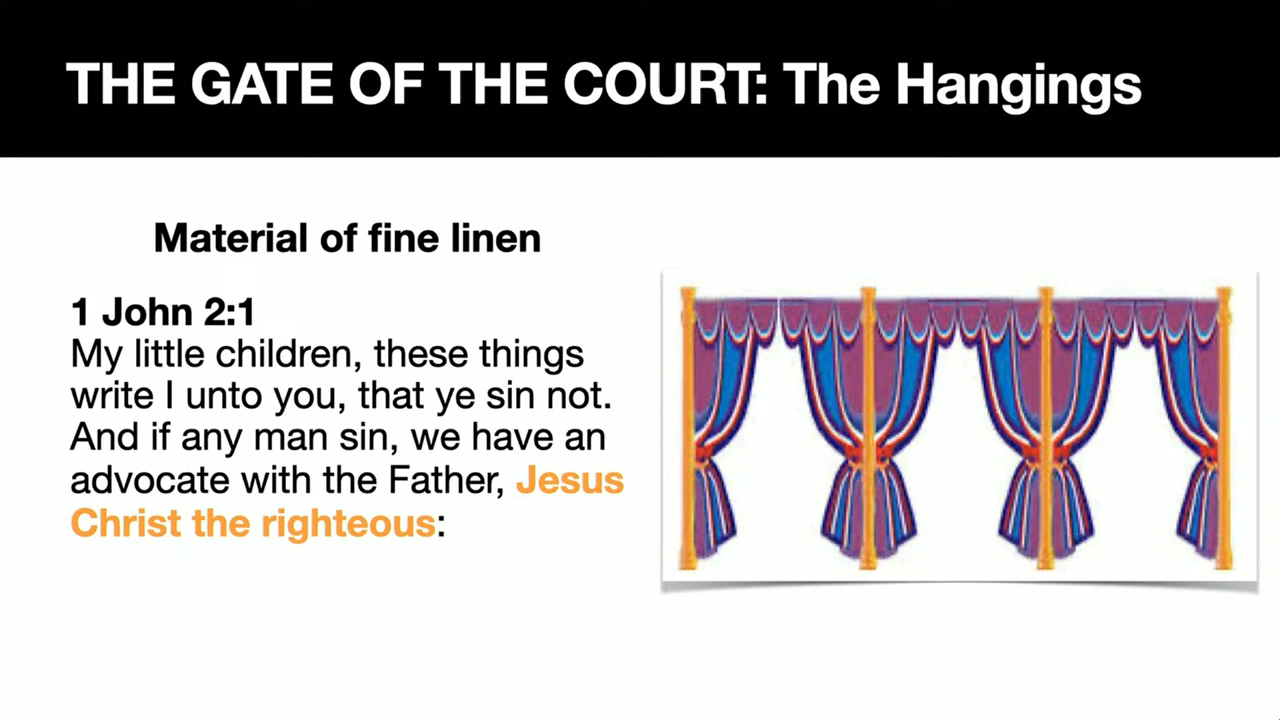 THE GATE OF THE COURT: The Hangings
Material of fine linen
1 John 2:1
My little children, these things
write I unto you, that ye sin not.
And if any man sin, we have an
advocate with the Father, Jesus
Christ the righteous: